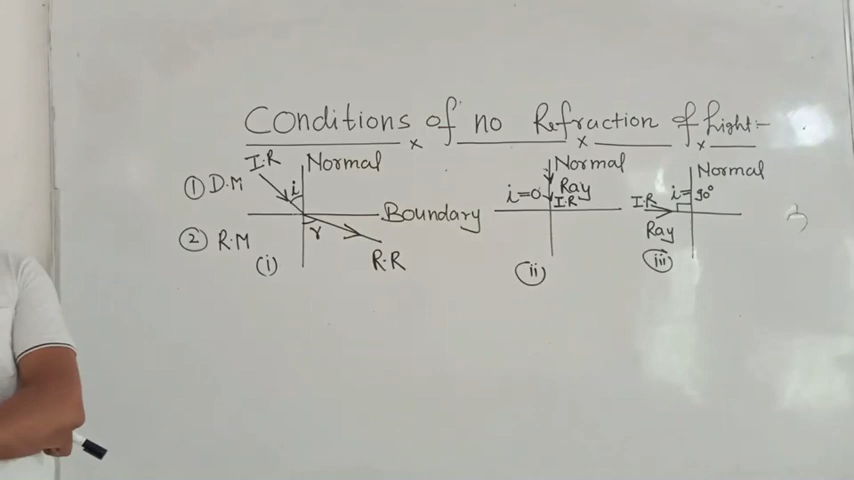 Conditions of no Refraction of Light:-
I.R Normal
① D.M i
Boundary
② R.M r
(i) R.R
Normal
i=0 Ray
I.R
(ii)
Normal
I.R i= 90°
Ray
(iii)